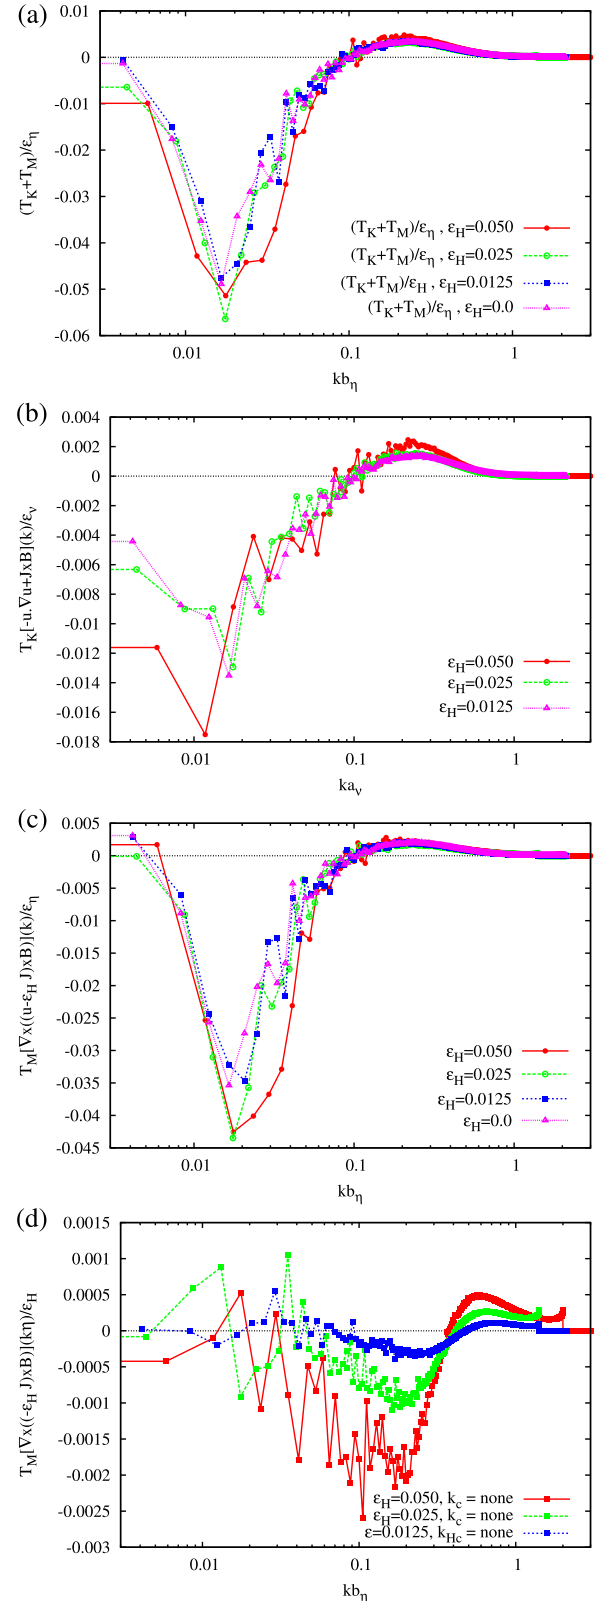 (a)
0.01
0
-0.01
-0.02
-0.03
-0.04
-0.05
-0.06
(T_K+T_M)/ε_η
(T_K+T_M)/ε_η , ε_H=0.050
(T_K+T_M)/ε_η , ε_H=0.025
(T_K+T_M)/ε_H , ε_H=0.0125
(T_K+T_M)/ε_η , ε_H=0.0
0.01 0.1 1
kb_η
(b)
0.004
0.002
0
-0.002
-0.004
-0.006
-0.008
-0.01
-0.012
-0.014
-0.016
-0.018
T_K[-u.∇u+JxB](k)/ε_ν
ε_H=0.050
ε_H=0.025
ε_H=0.0125
0.01 0.1 1
ka_ν
(c)
0.005
0
-0.005
-0.01
-0.015
-0.02
-0.025
-0.03
-0.035
-0.04
-0.045
T_M[∇x((u-ε_H J)xB)](k)/ε_η
ε_H=0.050
ε_H=0.025
ε_H=0.0125
ε_H=0.0
0.01 0.1 1
kb_η
(d)
0.0015
0.001
0.0005
0
-0.0005
-0.001
-0.0015
-0.002
-0.0025
-0.003
T_M[∇x((-ε_H J)xB)](kη)/ε_H
ε_H=0.050, k_c = none
ε_H=0.025, k_c = none
ε=0.0125, k_Hc = none
0.01 0.1 1
kb_η